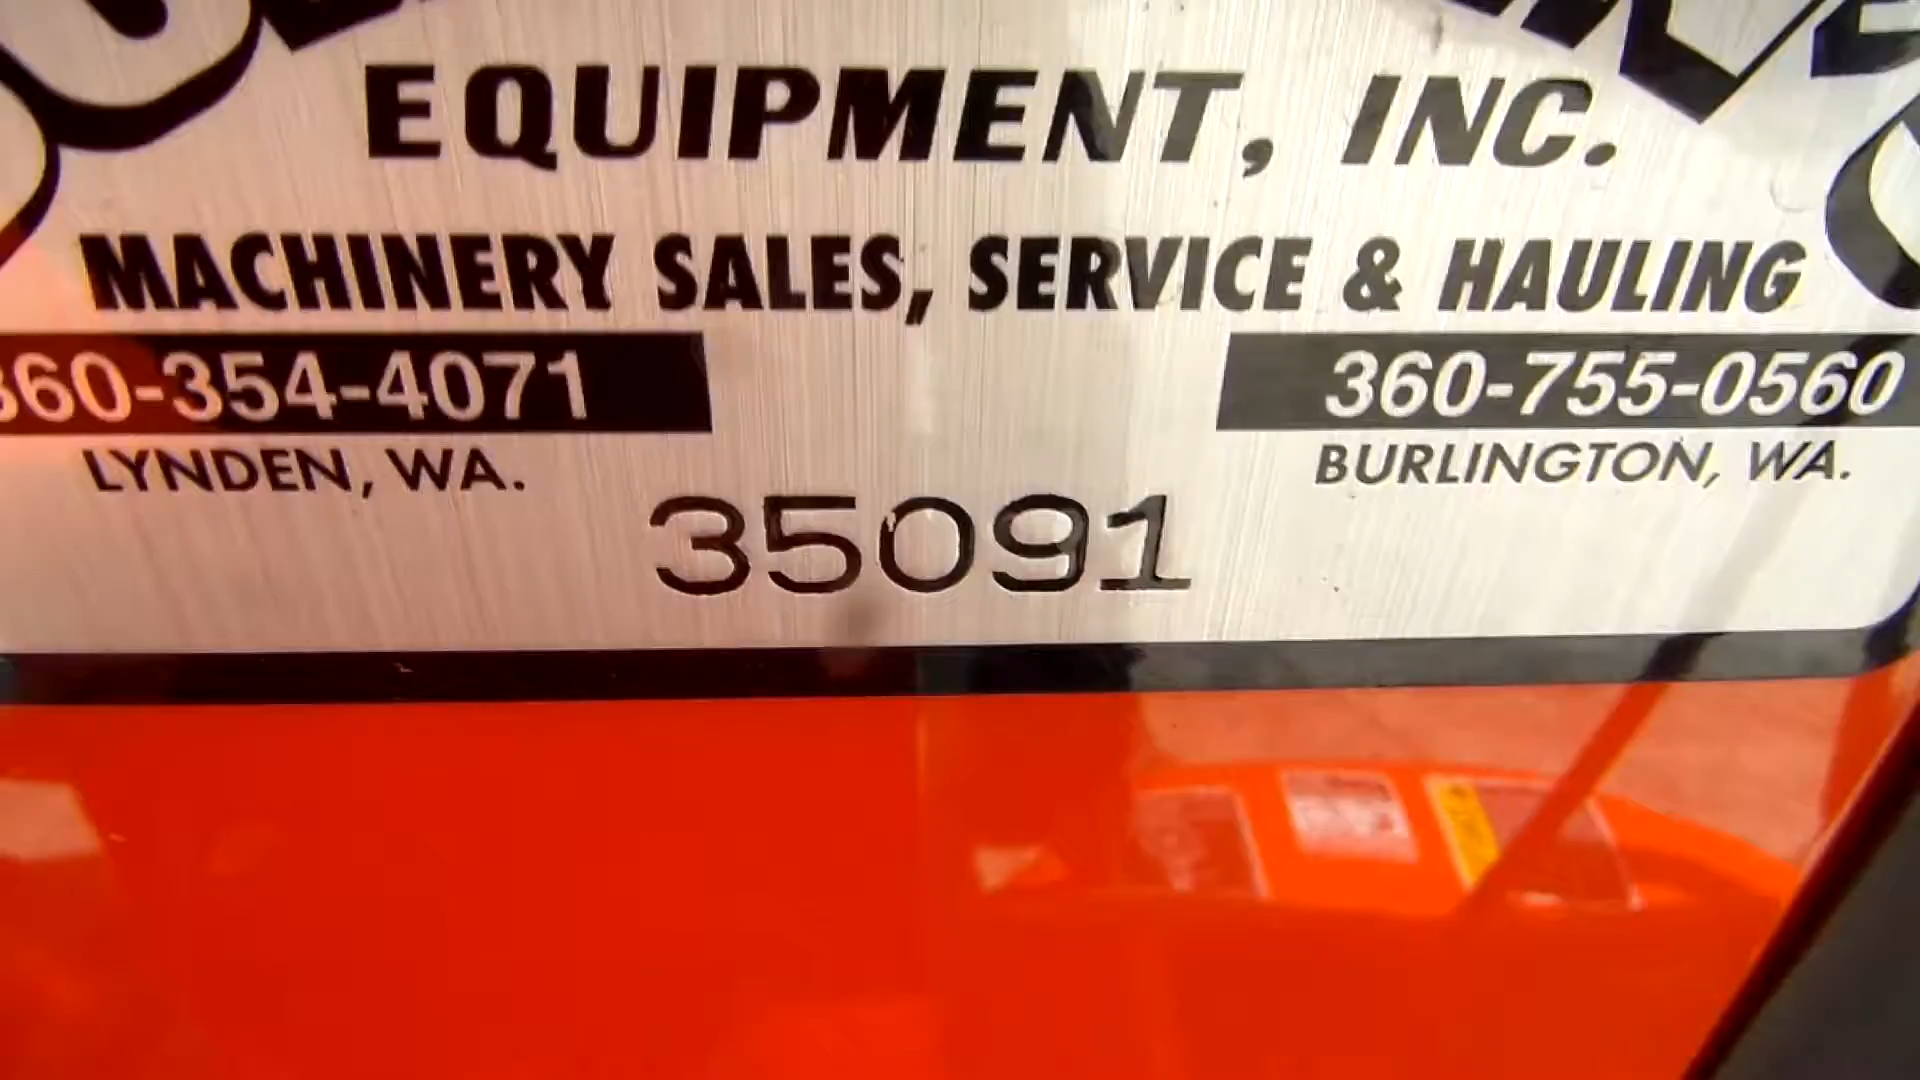 EQUIPMENT, INC.
MACHINERY SALES, SERVICE & HAULING
360-354-4071
LYNDEN, WA.
360-755-0560
BURLINGTON, WA.
35091